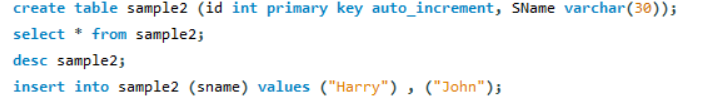 create table sample2 (id int primary key auto_increment, SName varchar(30));
select * from sample2;
desc sample2;
insert into sample2 (sname) values ("Harry") , ("John");